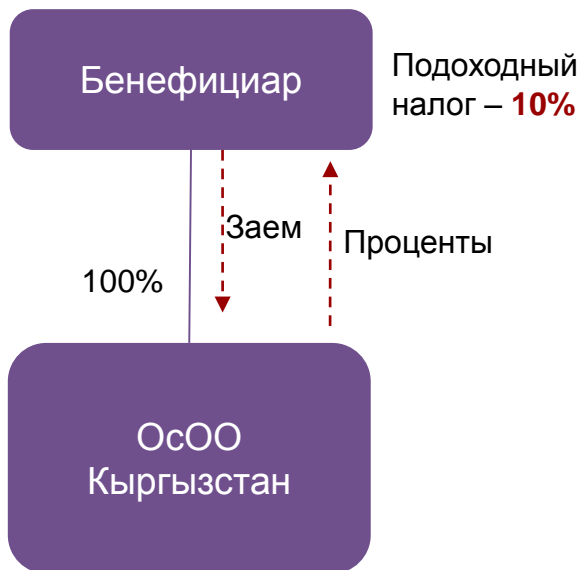 Бенефициар
Подоходный
налог – 10%
Заем
Проценты
100%
ОсОО
Кыргызстан